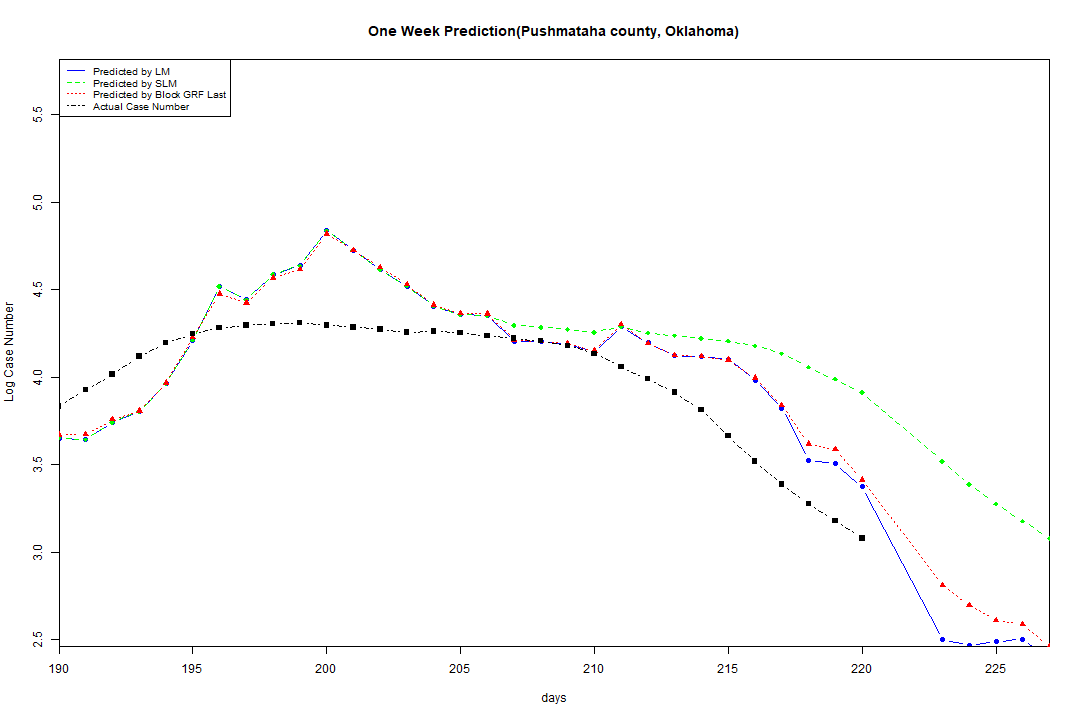 One Week Prediction(Pushmataha county, Oklahoma)
Predicted by LM
Predicted by SLM
Predicted by Block GRF Last
Actual Case Number
Log Case Number
5.5
5.0
4.5
4.0
3.5
3.0
2.5
190 195 200 205 210 215 220 225
days